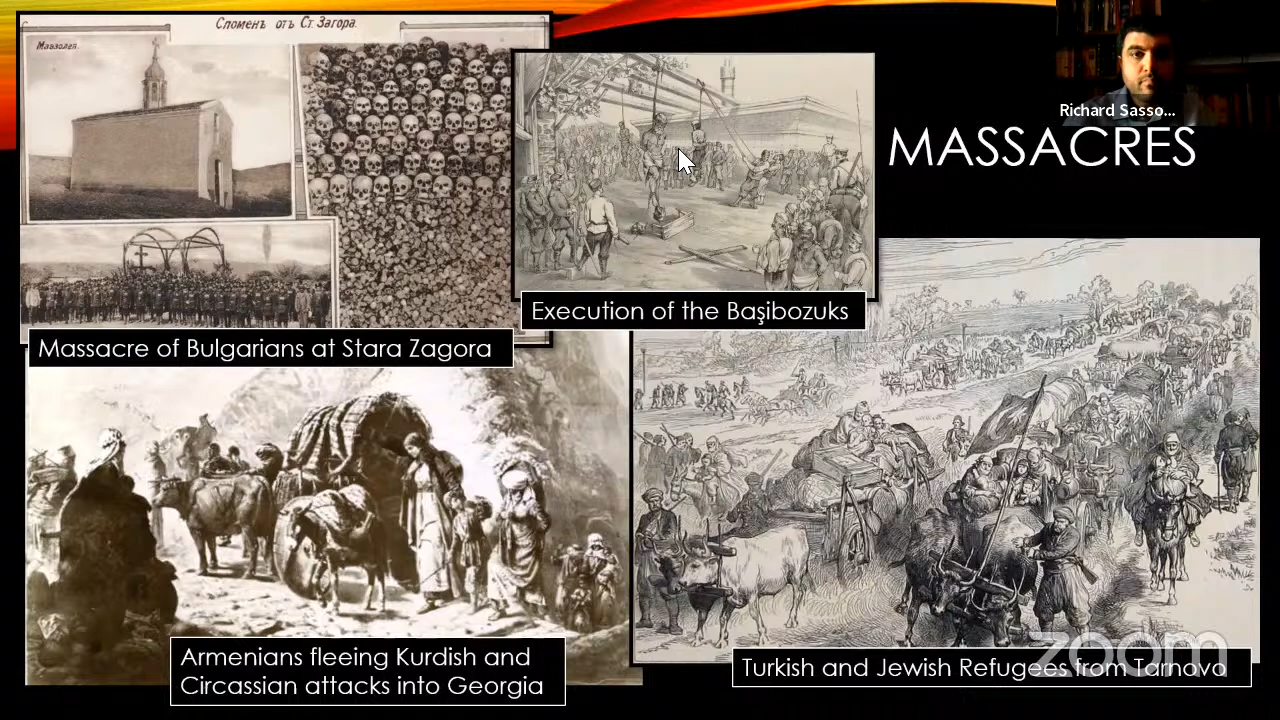 Споменъ отъ Ст Загора.
Мавзолея.
Richard Sasso...
MASSACRES
Execution of the Başibozuks
Massacre of Bulgarians at Stara Zagora
Armenians fleeing Kurdish and
Circassian attacks into Georgia
Turkish and Jewish Refugees from Tarnovo
zoom